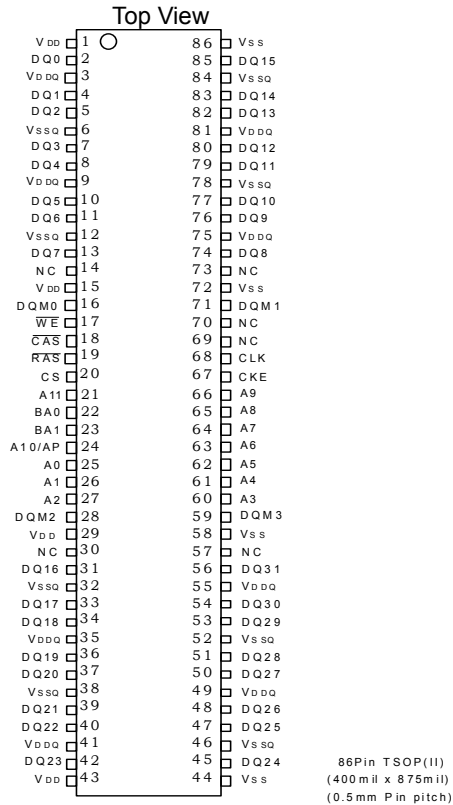 Top View
VDD 1 86 VSS
DQ0 2 85 DQ15
VDDQ 3 84 VSSQ
DQ1 4 83 DQ14
DQ2 5 82 DQ13
VSSQ 6 81 VDDQ
DQ3 7 80 DQ12
DQ4 8 79 DQ11
VDDQ 9 78 VSSQ
DQ5 10 77 DQ10
DQ6 11 76 DQ9
VSSQ 12 75 VDDQ
DQ7 13 74 DQ8
NC 14 73 NC
VDD 15 72 VSS
DQM0 16 71 DQM1
WE 17 70 NC
CAS 18 69 NC
RAS 19 68 CLK
CS 20 67 CKE
A11 21 66 A9
BA0 22 65 A8
BA1 23 64 A7
A10/AP 24 63 A6
A0 25 62 A5
A1 26 61 A4
A2 27 60 A3
DQM2 28 59 DQM3
VDD 29 58 VSS
NC 30 57 NC
DQ16 31 56 DQ31
VSSQ 32 55 VDDQ
DQ17 33 54 DQ30
DQ18 34 53 DQ29
VDDQ 35 52 VSSQ
DQ19 36 51 DQ28
DQ20 37 50 DQ27
VSSQ 38 49 VDDQ
DQ21 39 48 DQ26
DQ22 40 47 DQ25
VDDQ 41 46 VSSQ
DQ23 42 45 DQ24
VDD 43 44 VSS
86Pin TSOP(II)
(400mil x 875mil)
(0.5mm Pin pitch)